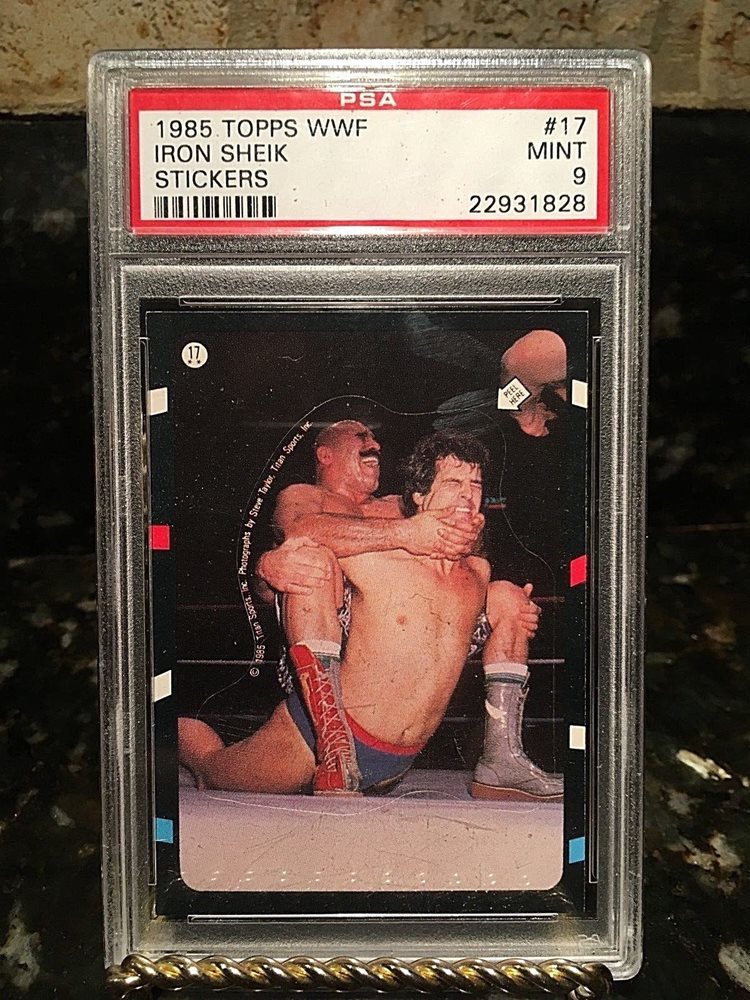 PSA
1985 TOPPS WWF #17
IRON SHEIK MINT
STICKERS 9
22931828
17
**
PEEL
HERE
© 1985 Titan Sports, Inc. Photographs by Steve Taylor, Titan Sports, Inc.